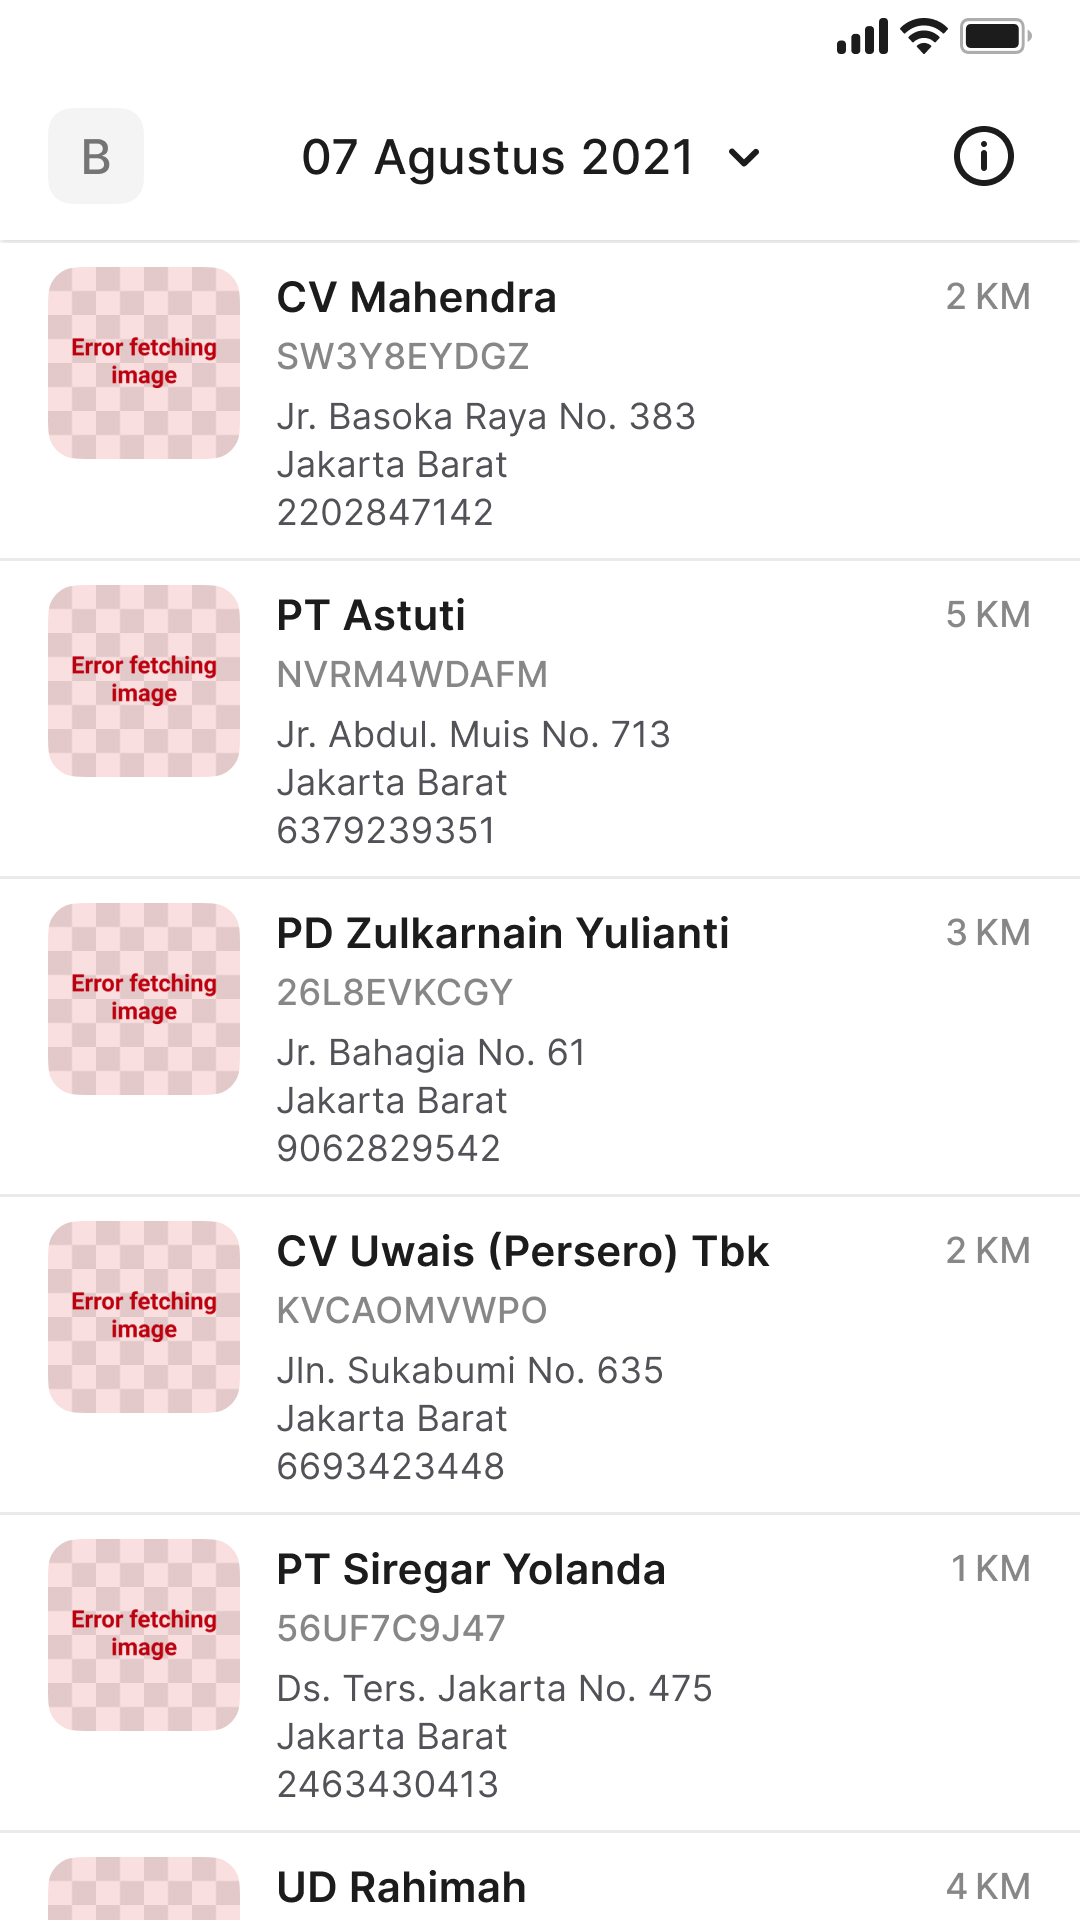 B
07 Agustus 2021
Error fetching
image
CV Mahendra
2 KM
SW3Y8EYDGZ
Jr. Basoka Raya No. 383
Jakarta Barat
2202847142
Error fetching
image
PT Astuti
5 KM
NVRM4WDAFM
Jr. Abdul. Muis No. 713
Jakarta Barat
6379239351
Error fetching
image
PD Zulkarnain Yulianti
3 KM
26L8EVKCGY
Jr. Bahagia No. 61
Jakarta Barat
9062829542
Error fetching
image
CV Uwais (Persero) Tbk
2 KM
KVCAOMVWPO
Jln. Sukabumi No. 635
Jakarta Barat
6693423448
Error fetching
image
PT Siregar Yolanda
1 KM
56UF7C9J47
Ds. Ters. Jakarta No. 475
Jakarta Barat
2463430413
UD Rahimah
4 KM